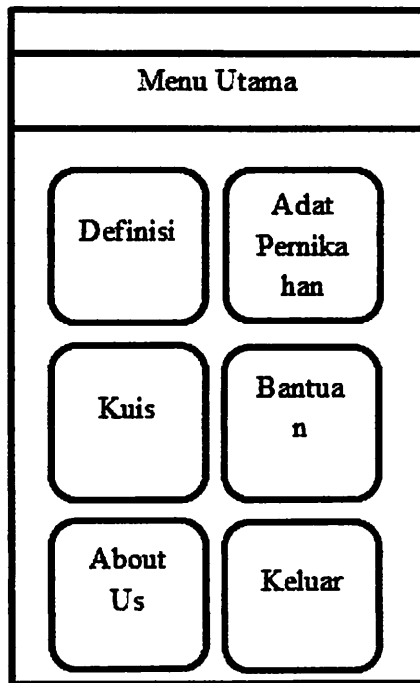 Menu Utama
Definisi
Adat
Pernika
han
Kuis
Bantua
n
About
Us
Keluar